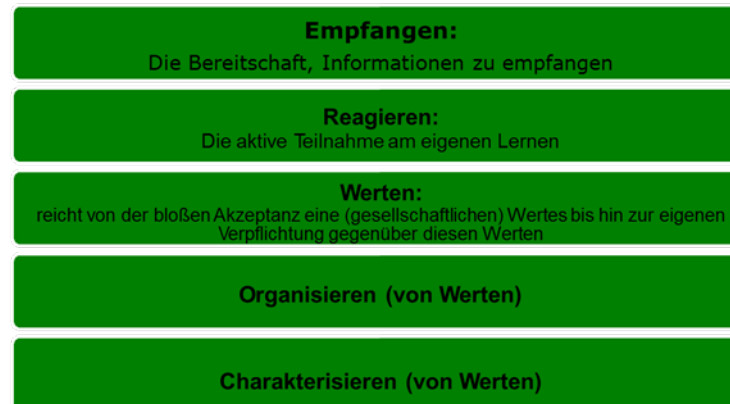 Empfangen:
Die Bereitschaft, Informationen zu empfangen
Reagieren:
Die aktive Teilnahme am eigenen Lernen
Werten:
reicht von der bloßen Akzeptanz eine (gesellschaftlichen) Wertes bis hin zur eigenen
Verpflichtung gegenüber diesen Werten
Organisieren (von Werten)
Charakterisieren (von Werten)